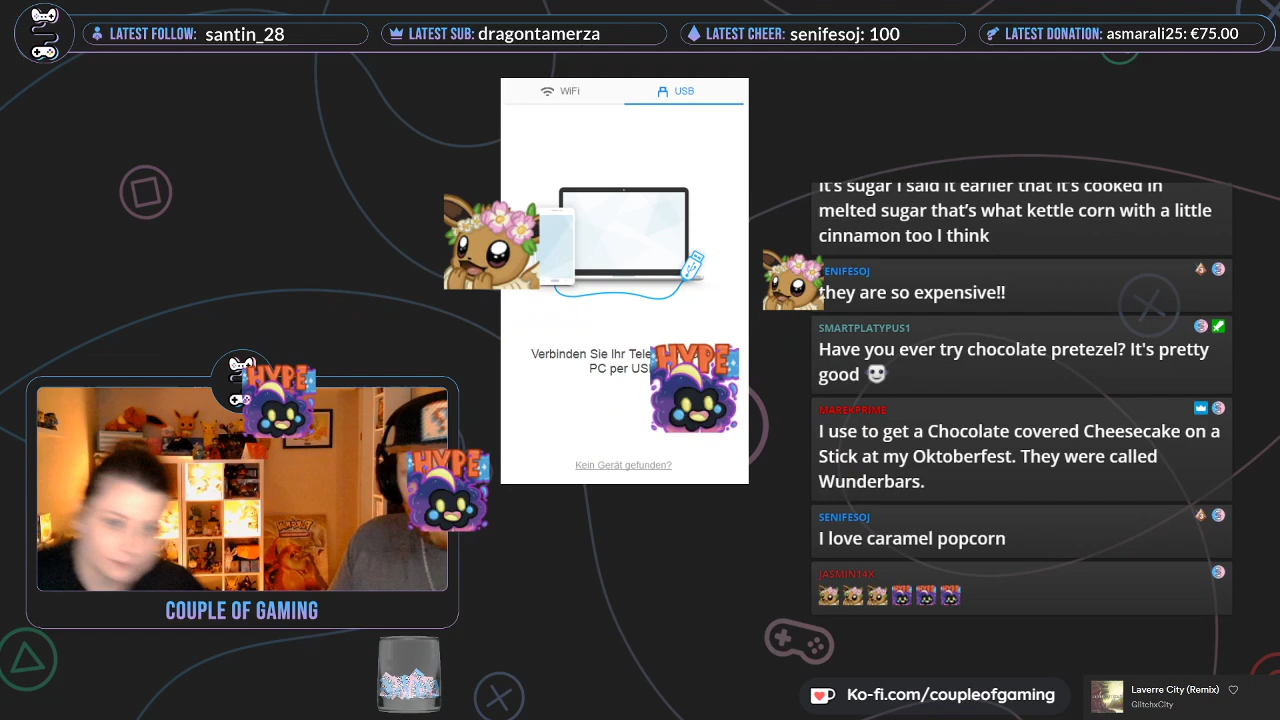 LATEST FOLLOW: santin_28
LATEST SUB: dragontamerza
LATEST CHEER: senifesoj: 100
LATEST DONATION: asmarali25: €75.00
WiFi
USB
Verbinden Sie Ihr Tele
PC per US
Kein Gerät gefunden?
HYPE
HYPE
HYPE
COUPLE OF GAMING
It's sugar I said it earlier that it's cooked in
melted sugar that's what kettle corn with a little
cinnamon too I think
SENIFESOJ
they are so expensive!!
SMARTPLATYPUS1
Have you ever try chocolate pretezel? It's pretty
good
MAREKPRIME
I use to get a Chocolate covered Cheesecake on a
Stick at my Oktoberfest. They were called
Wunderbars.
SENIFESOJ
I love caramel popcorn
JASMIN14X
Ko-fi.com/coupleofgaming
Laverre City (Remix)
GlitchxCity